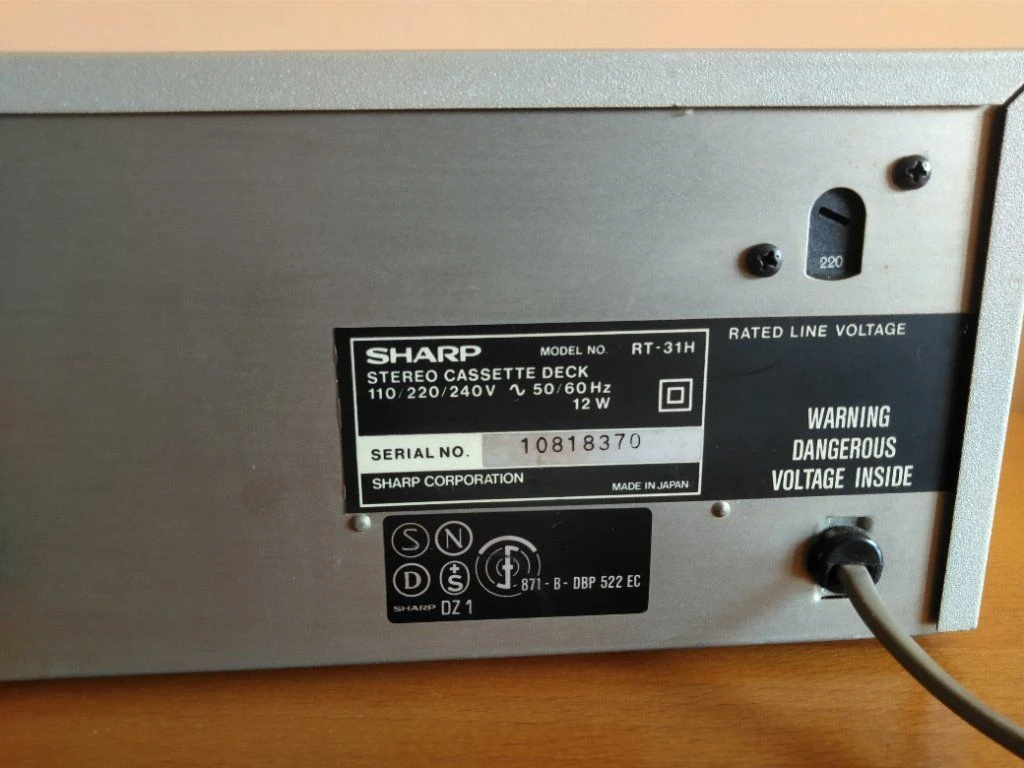 220
RATED LINE VOLTAGE
SHARP MODEL NO. RT-31H
STEREO CASSETTE DECK
110/220/240V ∿ 50/60Hz
12 W
SERIAL NO. 10818370
SHARP CORPORATION MADE IN JAPAN
WARNING
DANGEROUS
VOLTAGE INSIDE
S N
D +S
871-B-DBP 522 EC
SHARP DZ 1